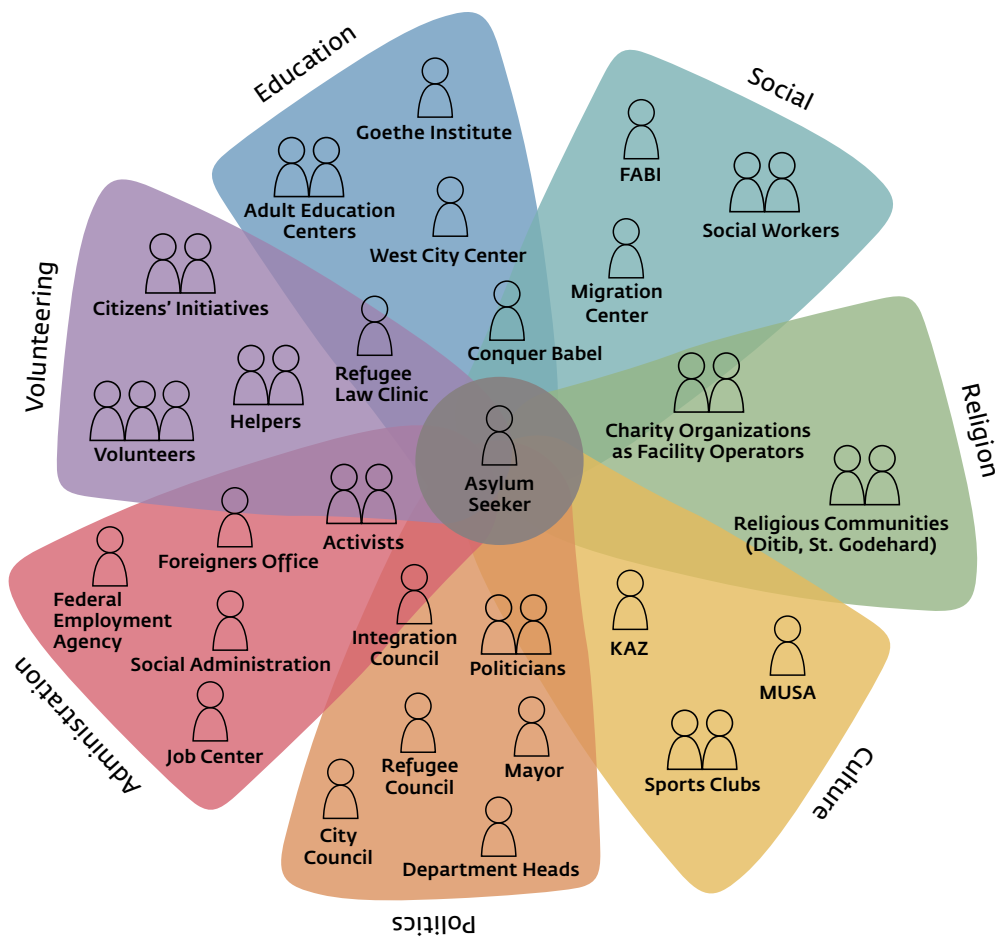 Education
Goethe Institute
Adult Education
Centers
West City Center
Conquer Babel
Social
FABI
Social Workers
Migration
Center
Religion
Charity Organizations
as Facility Operators
Religious Communities
(Ditib, St. Godehard)
Culture
KAZ
MUSA
Sports Clubs
Politics
Integration
Council
Politicians
Refugee
Council
Mayor
City
Council
Department Heads
Administration
Foreigners Office
Federal
Employment
Agency
Social Administration
Job Center
Activists
Volunteering
Citizens’ Initiatives
Refugee
Law Clinic
Helpers
Volunteers
Asylum
Seeker